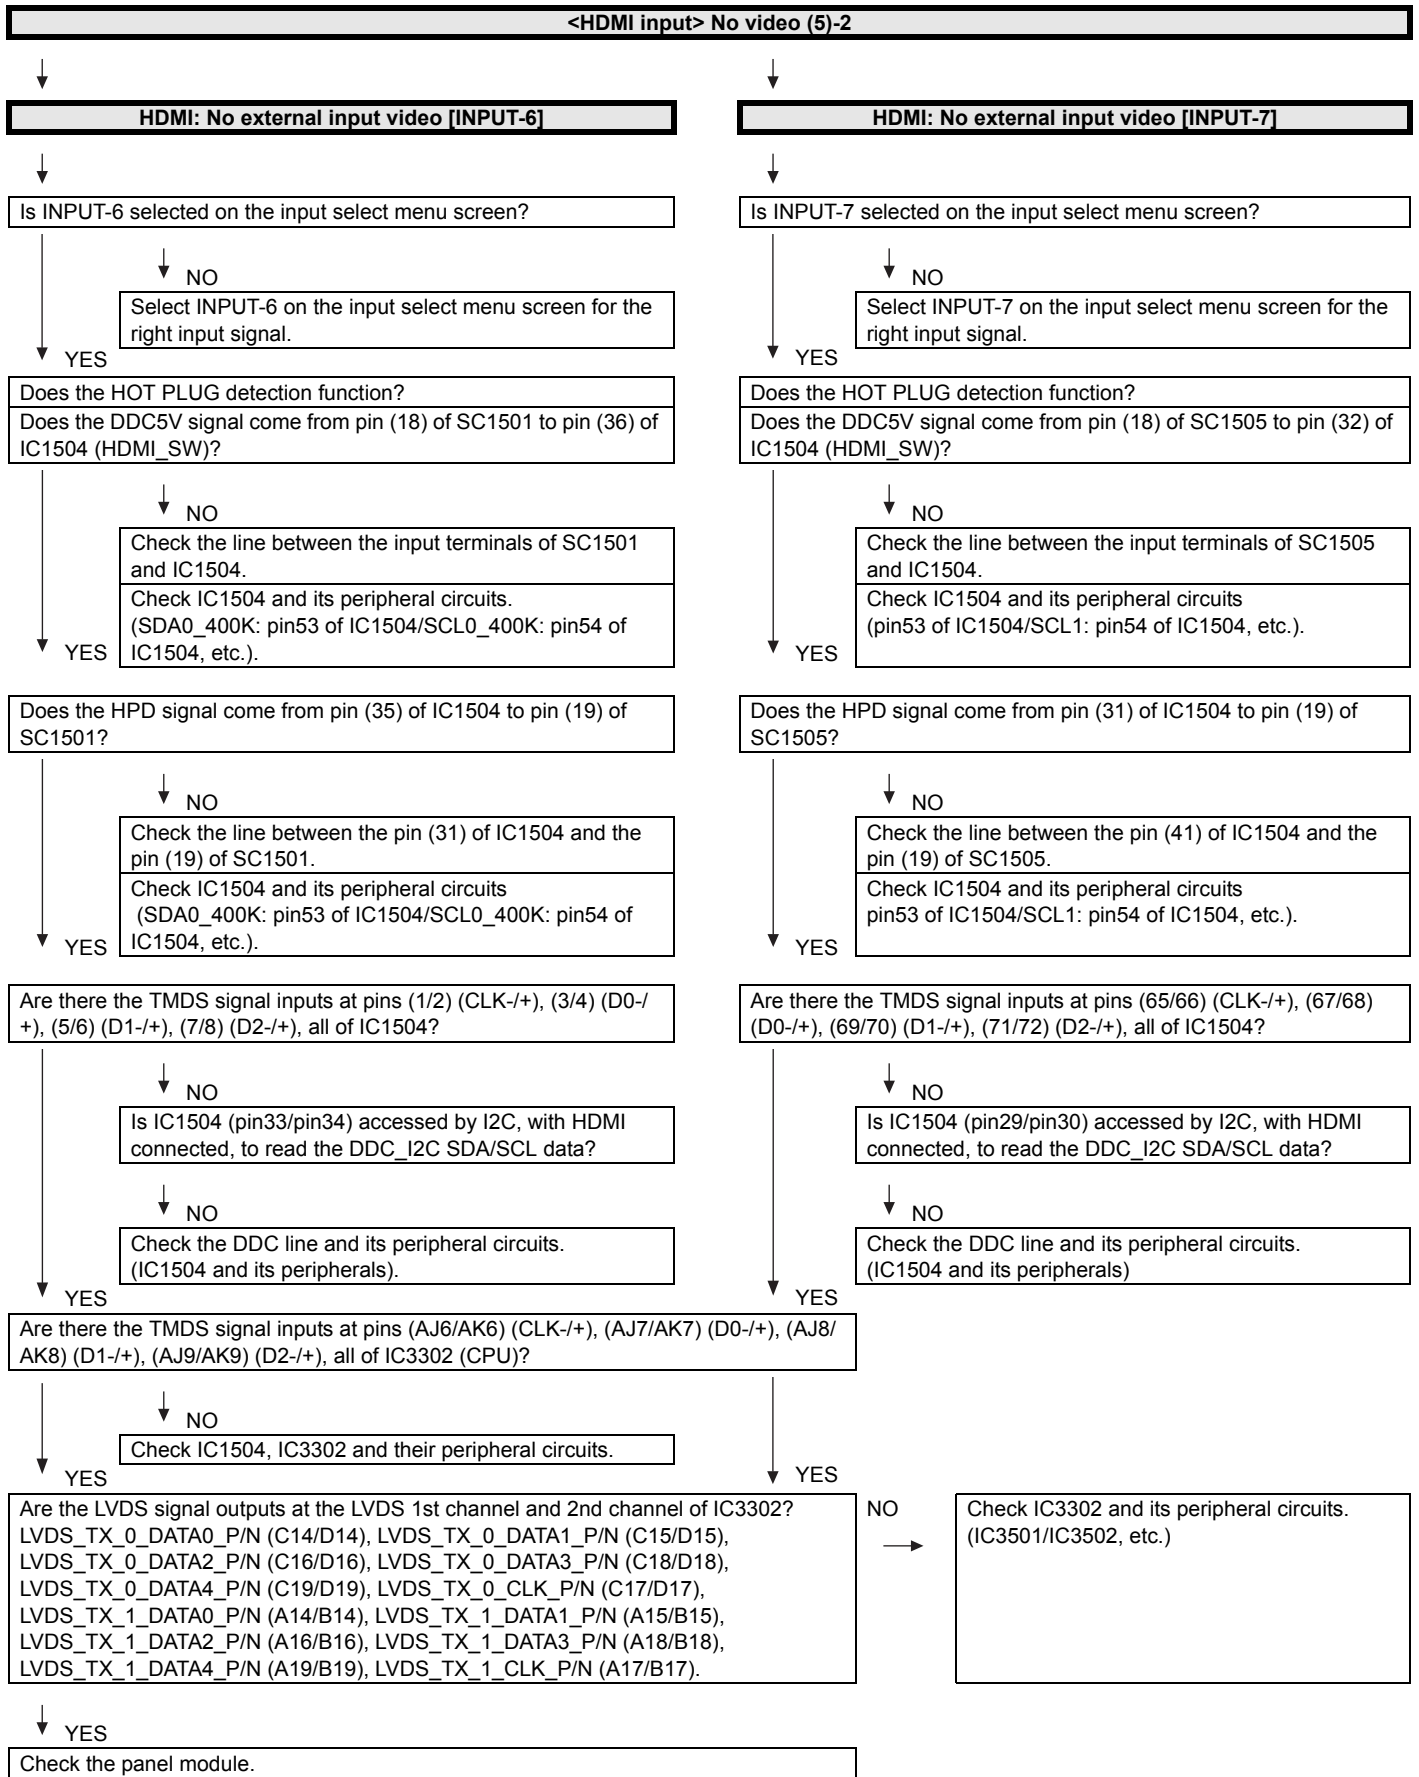 <HDMI input> No video (5)-2
HDMI: No external input video [INPUT-6]
Is INPUT-6 selected on the input select menu screen?
NO
Select INPUT-6 on the input select menu screen for the
right input signal.
YES
Does the HOT PLUG detection function?
Does the DDC5V signal come from pin (18) of SC1501 to pin (36) of
IC1504 (HDMI_SW)?
NO
Check the line between the input terminals of SC1501
and IC1504.
Check IC1504 and its peripheral circuits.
(SDA0_400K: pin53 of IC1504/SCL0_400K: pin54 of
IC1504, etc.).
YES
Does the HPD signal come from pin (35) of IC1504 to pin (19) of
SC1501?
NO
Check the line between the pin (31) of IC1504 and the
pin (19) of SC1501.
Check IC1504 and its peripheral circuits
(SDA0_400K: pin53 of IC1504/SCL0_400K: pin54 of
IC1504, etc.).
YES
Are there the TMDS signal inputs at pins (1/2) (CLK-/+), (3/4) (D0-/
+), (5/6) (D1-/+), (7/8) (D2-/+), all of IC1504?
NO
Is IC1504 (pin33/pin34) accessed by I2C, with HDMI
connected, to read the DDC_I2C SDA/SCL data?
NO
Check the DDC line and its peripheral circuits.
(IC1504 and its peripherals).
YES
HDMI: No external input video [INPUT-7]
Is INPUT-7 selected on the input select menu screen?
NO
Select INPUT-7 on the input select menu screen for the
right input signal.
YES
Does the HOT PLUG detection function?
Does the DDC5V signal come from pin (18) of SC1505 to pin (32) of
IC1504 (HDMI_SW)?
NO
Check the line between the input terminals of SC1505
and IC1504.
Check IC1504 and its peripheral circuits
(pin53 of IC1504/SCL1: pin54 of IC1504, etc.).
YES
Does the HPD signal come from pin (31) of IC1504 to pin (19) of
SC1505?
NO
Check the line between the pin (41) of IC1504 and the
pin (19) of SC1505.
Check IC1504 and its peripheral circuits
pin53 of IC1504/SCL1: pin54 of IC1504, etc.).
YES
Are there the TMDS signal inputs at pins (65/66) (CLK-/+), (67/68)
(D0-/+), (69/70) (D1-/+), (71/72) (D2-/+), all of IC1504?
NO
Is IC1504 (pin29/pin30) accessed by I2C, with HDMI
connected, to read the DDC_I2C SDA/SCL data?
NO
Check the DDC line and its peripheral circuits.
(IC1504 and its peripherals)
YES
Are there the TMDS signal inputs at pins (AJ6/AK6) (CLK-/+), (AJ7/AK7) (D0-/+), (AJ8/
AK8) (D1-/+), (AJ9/AK9) (D2-/+), all of IC3302 (CPU)?
NO
Check IC1504, IC3302 and their peripheral circuits.
YES
YES
Are the LVDS signal outputs at the LVDS 1st channel and 2nd channel of IC3302?
LVDS_TX_0_DATA0_P/N (C14/D14), LVDS_TX_0_DATA1_P/N (C15/D15),
LVDS_TX_0_DATA2_P/N (C16/D16), LVDS_TX_0_DATA3_P/N (C18/D18),
LVDS_TX_0_DATA4_P/N (C19/D19), LVDS_TX_0_CLK_P/N (C17/D17),
LVDS_TX_1_DATA0_P/N (A14/B14), LVDS_TX_1_DATA1_P/N (A15/B15),
LVDS_TX_1_DATA2_P/N (A16/B16), LVDS_TX_1_DATA3_P/N (A18/B18),
LVDS_TX_1_DATA4_P/N (A19/B19), LVDS_TX_1_CLK_P/N (A17/B17).
NO
Check IC3302 and its peripheral circuits.
(IC3501/IC3502, etc.)
YES
Check the panel module.